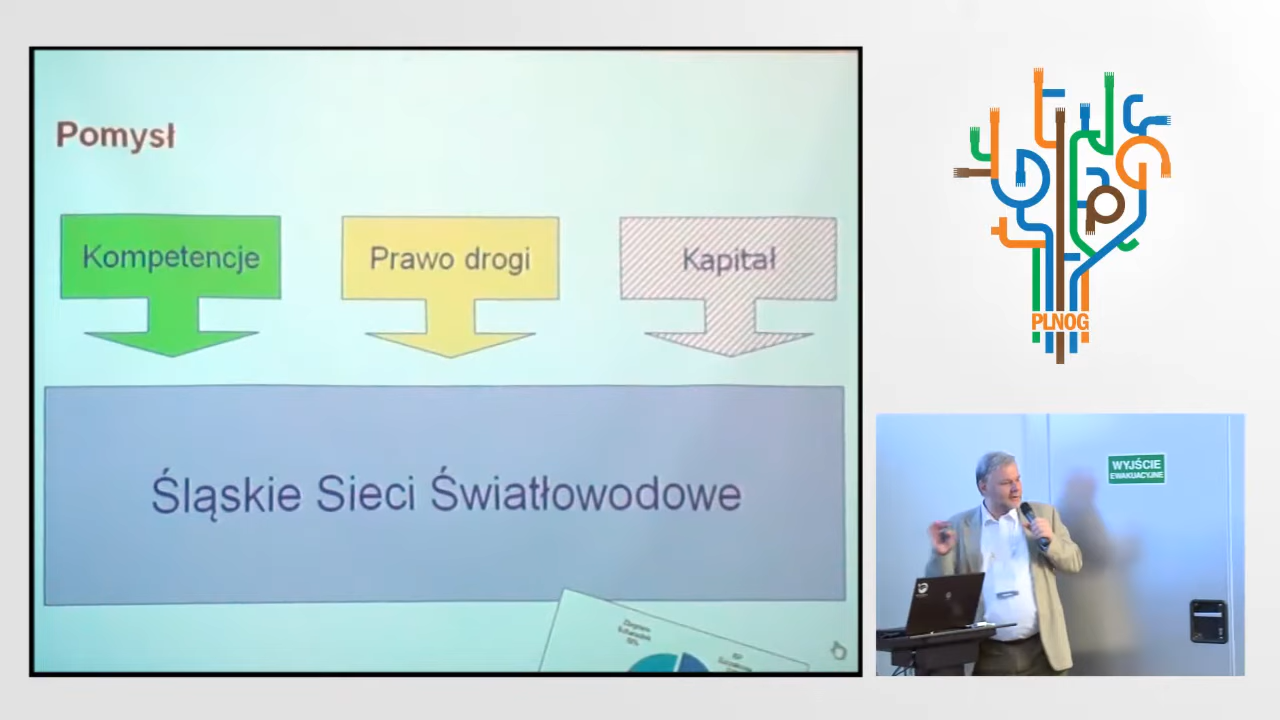 Pomysł
Kompetencje
Prawo drogi
Kapitał
Śląskie Sieci Światłowodowe
PLNOG
WYJŚCIE
EWAKUACYJNE